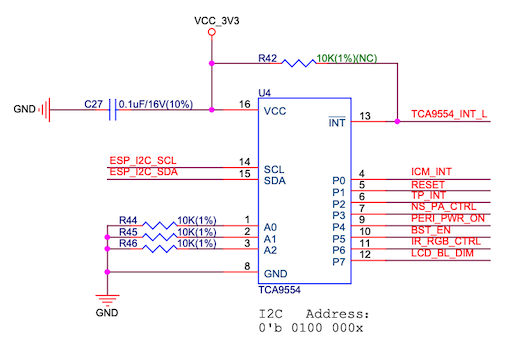 VCC_3V3
R42 10K(1%)(NC)
U4
GND C27 0.1uF/16V(10%) 16 VCC
INT 13 TCA9554_INT_L
ESP_I2C_SCL 14 SCL
ESP_I2C_SDA 15 SDA
P0 4 ICM_INT
P1 5 RESET
P2 6 TP_INT
P3 7 NS_PA_CTRL
P4 9 PERI_PWR_ON
P5 10 BST_EN
P6 11 IR_RGB_CTRL
P7 12 LCD_BL_DIM
R44 10K(1%) 1 A0
R45 10K(1%) 2 A1
R46 10K(1%) 3 A2
8 GND
TCA9554
GND
I2C Address:
0'b 0100 000x